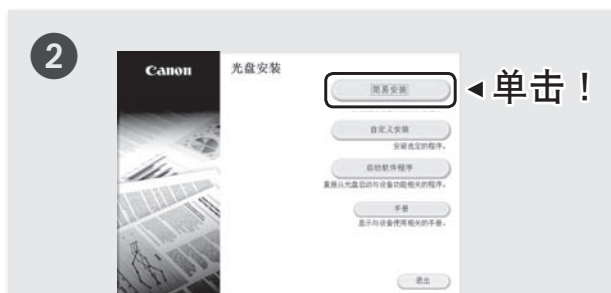 2
Canon
光盘安装
简易安装
单击！
自定义安装
安装选定的程序。
启动软件程序
直接从光盘启动与设备功能相关的程序。
手册
显示与设备使用相关的手册。
退出